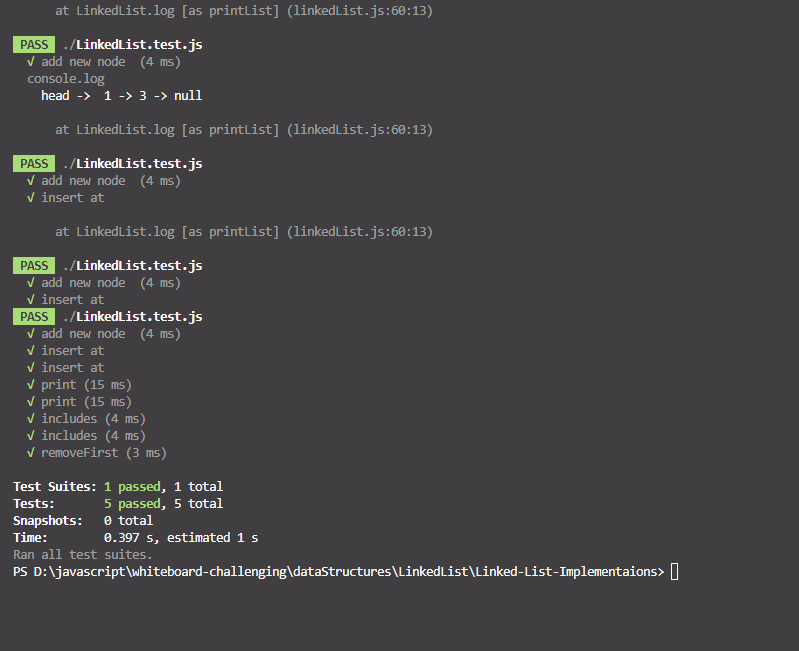 at LinkedList.log [as printList] (linkedList.js:60:13)
PASS ./LinkedList.test.js
√ add new node (4 ms)
console.log
head -> 1 -> 3 -> null
at LinkedList.log [as printList] (linkedList.js:60:13)
PASS ./LinkedList.test.js
√ add new node (4 ms)
√ insert at
at LinkedList.log [as printList] (linkedList.js:60:13)
PASS ./LinkedList.test.js
√ add new node (4 ms)
√ insert at
PASS ./LinkedList.test.js
√ add new node (4 ms)
√ insert at
√ insert at
√ print (15 ms)
√ print (15 ms)
√ includes (4 ms)
√ includes (4 ms)
√ removeFirst (3 ms)
Test Suites: 1 passed, 1 total
Tests: 5 passed, 5 total
Snapshots: 0 total
Time: 0.397 s, estimated 1 s
Ran all test suites.
PS D:\javascript\whiteboard-challenging\dataStructures\LinkedList\Linked-List-Implementaions>